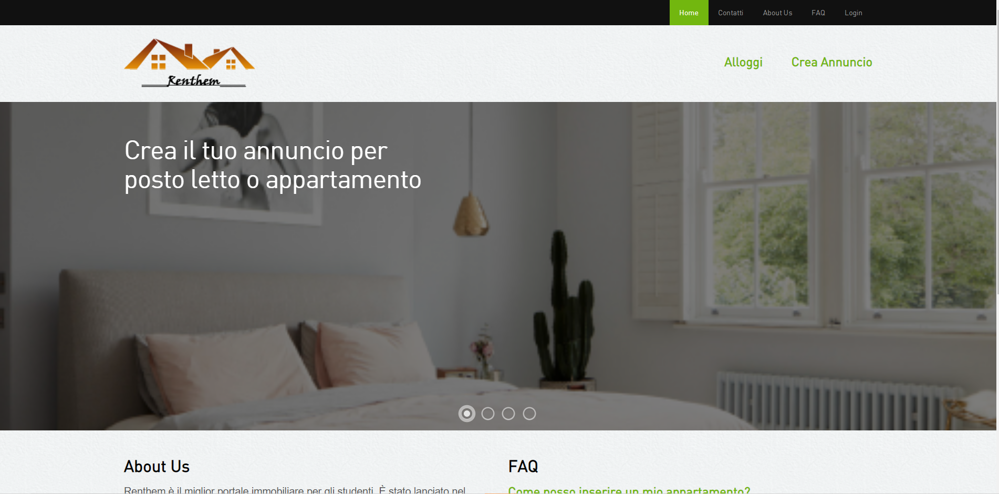 Home Contatti About Us FAQ Login
Renthem
Alloggi Crea Annuncio
Crea il tuo annuncio per
posto letto o appartamento
About Us
Renthem è il miglior portale immobiliare per gli studenti. È stato lanciato nel
FAQ
Come posso inserire un mio appartamento?